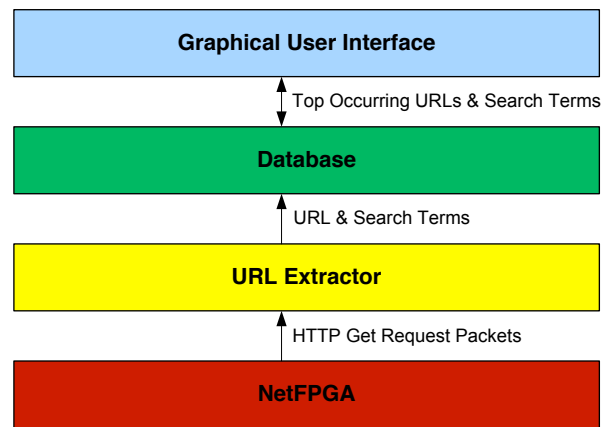 Graphical User Interface
Top Occurring URLs & Search Terms
Database
URL & Search Terms
URL Extractor
HTTP Get Request Packets
NetFPGA